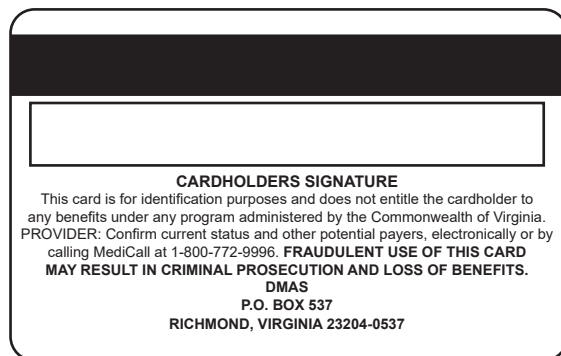 CARDHOLDERS SIGNATURE
This card is for identification purposes and does not entitle the cardholder to
any benefits under any program administered by the Commonwealth of Virginia.
PROVIDER: Confirm current status and other potential payers, electronically or by
calling MediCall at 1-800-772-9996. FRAUDULENT USE OF THIS CARD
MAY RESULT IN CRIMINAL PROSECUTION AND LOSS OF BENEFITS.
DMAS
P.O. BOX 537
RICHMOND, VIRGINIA 23204-0537